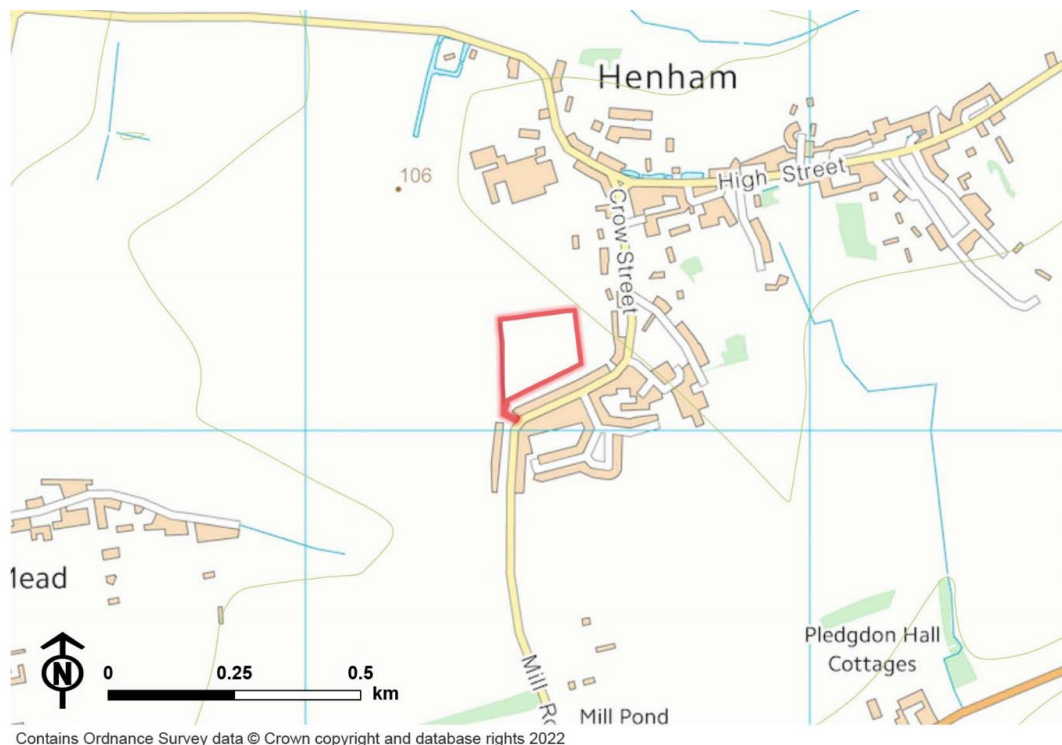 Henham
106
High Street
Crow Street
Mead
Pledgdon Hall
Cottages
N
0 0.25 0.5
km
Mill Ro
Mill Pond
Contains Ordnance Survey data © Crown copyright and database rights 2022